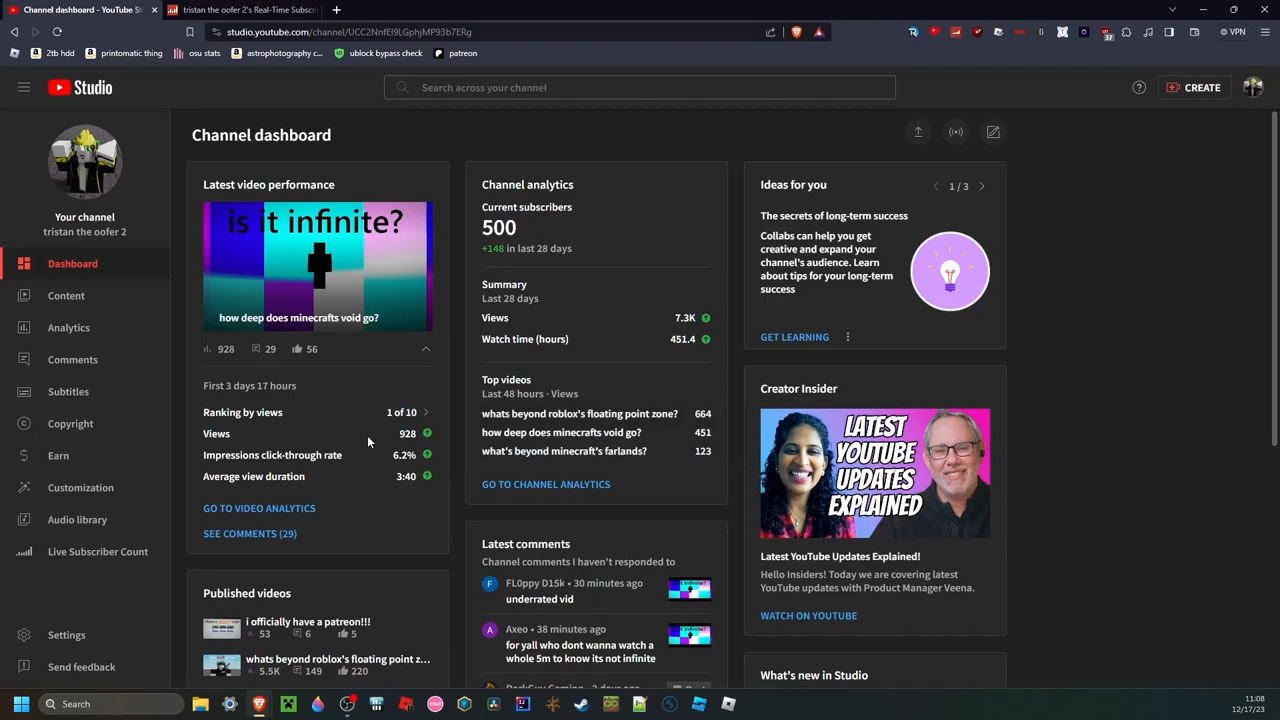 Channel dashboard - YouTube St
tristan the oofer 2's Real-Time Subscri
studio.youtube.com/channel/UCC2NnfEl9LGphjMP93b7ERg
VPN
2tb hdd
printomatic thing
osu stats
astrophotography c...
ublock bypass check
patreon
Studio
Search across your channel
CREATE
Your channel
tristan the oofer 2
Dashboard
Content
Analytics
Comments
Subtitles
Copyright
Earn
Customization
Audio library
Live Subscriber Count
Settings
Send feedback
Channel dashboard
Latest video performance
is it infinite?
how deep does minecrafts void go?
928 29 56
First 3 days 17 hours
Ranking by views 1 of 10
Views 928
Impressions click-through rate 6.2%
Average view duration 3:40
GO TO VIDEO ANALYTICS
SEE COMMENTS (29)
Published videos
i officially have a patreon!!!
53 6 5
whats beyond roblox's floating point z...
5.5K 149 220
Channel analytics
Current subscribers
500
+148 in last 28 days
Summary
Last 28 days
Views 7.3K
Watch time (hours) 451.4
Top videos
Last 48 hours · Views
whats beyond roblox's floating point zone? 664
how deep does minecrafts void go? 451
what's beyond minecraft's farlands? 123
GO TO CHANNEL ANALYTICS
Latest comments
Channel comments I haven't responded to
F
FL0ppy D15k • 30 minutes ago
underrated vid
A
Axeo • 38 minutes ago
for yall who dont wanna watch a
whole 5m to know its not infinite
DarkGuy Gaming • 3 days ago
Ideas for you
1 / 3
The secrets of long-term success
Collabs can help you get
creative and expand your
channel's audience. Learn
about tips for your long-term
success
GET LEARNING
Creator Insider
LATEST
YOUTUBE
UPDATES
EXPLAINED
Latest YouTube Updates Explained!
Hello Insiders! Today we are covering latest
YouTube updates with Product Manager Veena.
WATCH ON YOUTUBE
What's new in Studio
Search
11:08
12/17/23